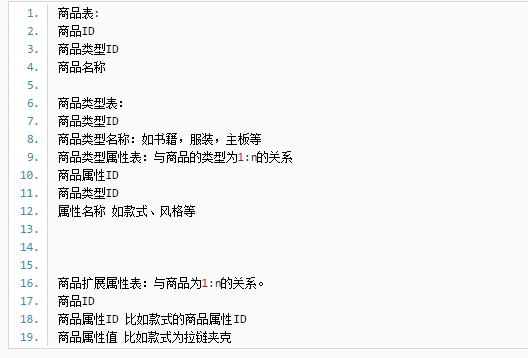 1. 商品表:
2. 商品ID
3. 商品类型ID
4. 商品名称
5.
6. 商品类型表:
7. 商品类型ID
8. 商品类型名称: 如书籍，服装，主板等
9. 商品类型属性表: 与商品的类型为1:n的关系
10. 商品属性ID
11. 商品类型ID
12. 属性名称 如款式、风格等
13.
14.
15.
16. 商品扩展属性表: 与商品为1:n的关系。
17. 商品ID
18. 商品属性ID 比如款式的商品属性ID
19. 商品属性值 比如款式为拉链夹克